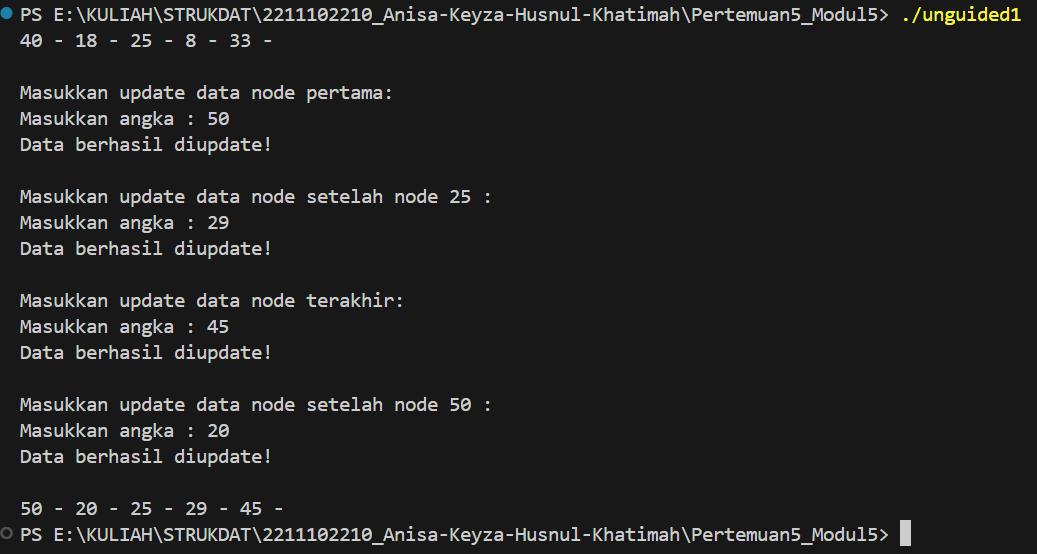 PS E:\KULIAH\STRUKDAT\2211102210_Anisa-Keyza-Husnul-Khatimah\Pertemuan5_Modul5> ./unguided1
40 - 18 - 25 - 8 - 33 -
Masukkan update data node pertama:
Masukkan angka : 50
Data berhasil diupdate!
Masukkan update data node setelah node 25 :
Masukkan angka : 29
Data berhasil diupdate!
Masukkan update data node terakhir:
Masukkan angka : 45
Data berhasil diupdate!
Masukkan update data node setelah node 50 :
Masukkan angka : 20
Data berhasil diupdate!
50 - 20 - 25 - 29 - 45 -
PS E:\KULIAH\STRUKDAT\2211102210_Anisa-Keyza-Husnul-Khatimah\Pertemuan5_Modul5>